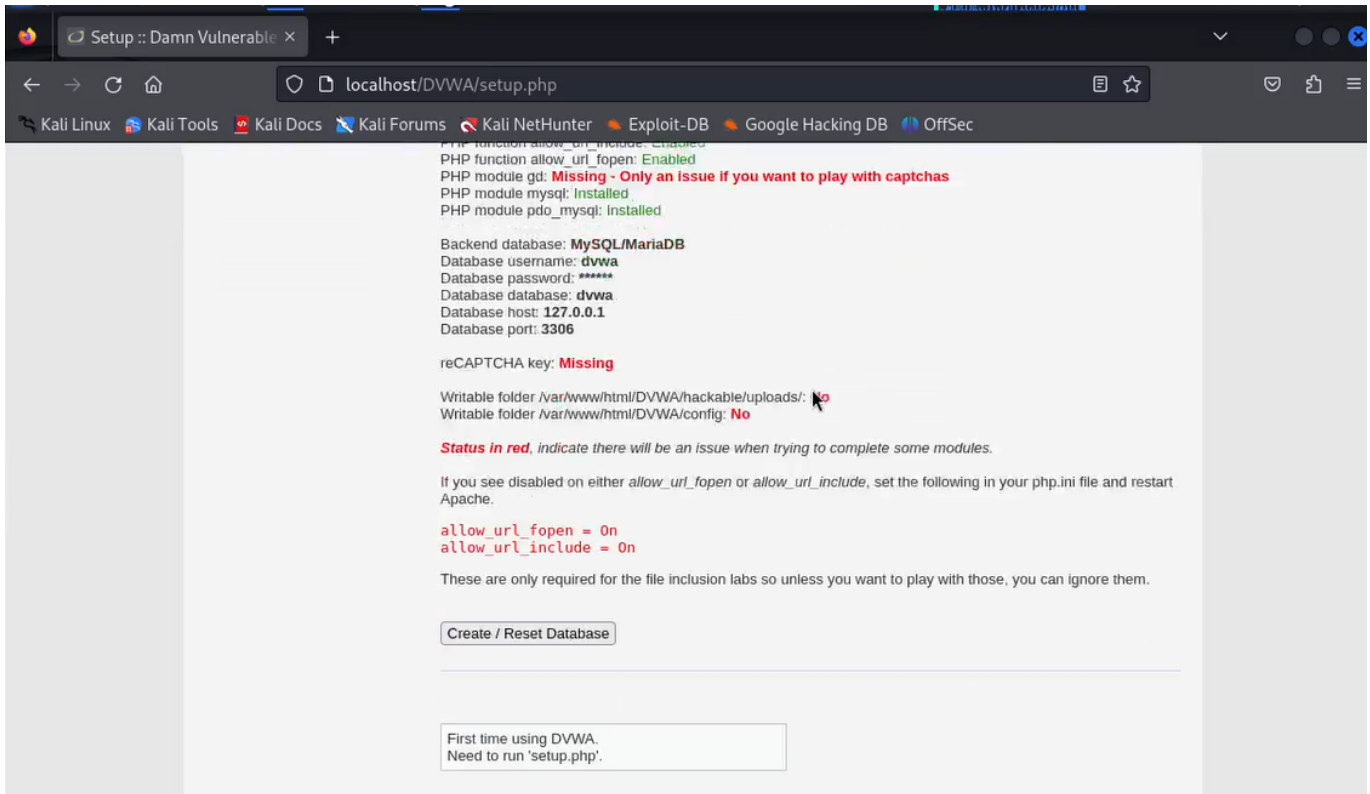 Setup :: Damn Vulnerable
localhost/DVWA/setup.php
Kali Linux Kali Tools Kali Docs Kali Forums Kali NetHunter Exploit-DB Google Hacking DB OffSec
PHP function allow_url_include: Enabled
PHP function allow_url_fopen: Enabled
PHP module gd: Missing - Only an issue if you want to play with captchas
PHP module mysql: Installed
PHP module pdo_mysql: Installed
Backend database: MySQL/MariaDB
Database username: dvwa
Database password: ******
Database database: dvwa
Database host: 127.0.0.1
Database port: 3306
reCAPTCHA key: Missing
Writable folder /var/www/html/DVWA/hackable/uploads/: No
Writable folder /var/www/html/DVWA/config: No
Status in red, indicate there will be an issue when trying to complete some modules.
If you see disabled on either allow_url_fopen or allow_url_include, set the following in your php.ini file and restart
Apache.
allow_url_fopen = On
allow_url_include = On
These are only required for the file inclusion labs so unless you want to play with those, you can ignore them.
Create / Reset Database
First time using DVWA.
Need to run 'setup.php'.